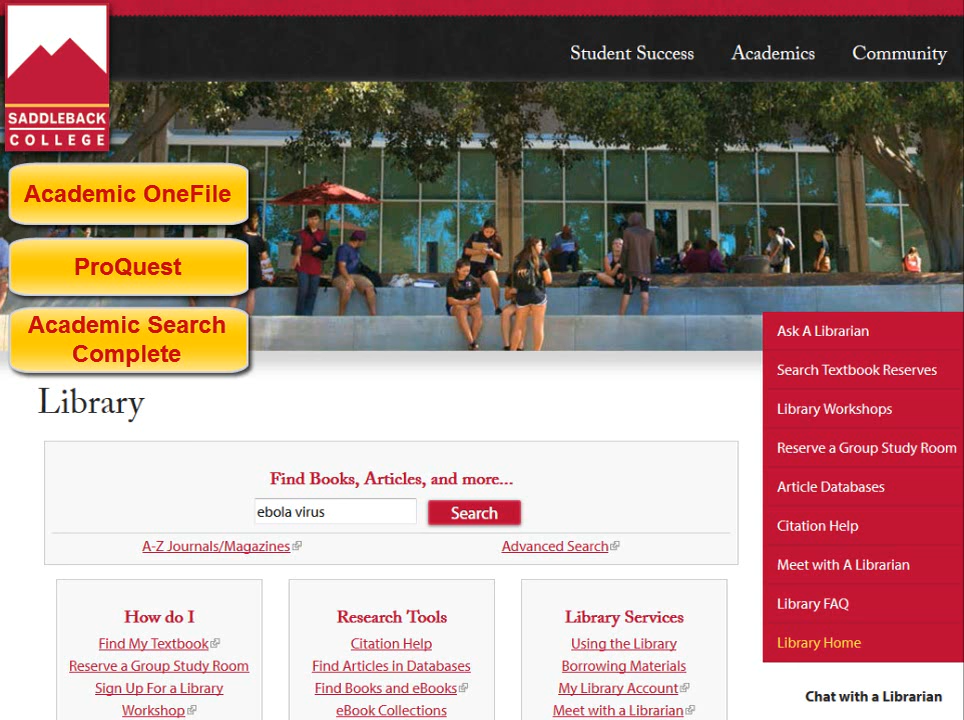 SADDLEBACK
COLLEGE
Student Success
Academics
Community
Academic OneFile
ProQuest
Academic Search
Complete
Library
Find Books, Articles, and more...
ebola virus
Search
A-Z Journals/Magazines
Advanced Search
How do I
Find My Textbook
Reserve a Group Study Room
Sign Up For a Library
Workshop
Research Tools
Citation Help
Find Articles in Databases
Find Books and eBooks
eBook Collections
Library Services
Using the Library
Borrowing Materials
My Library Account
Meet with a Librarian
Ask A Librarian
Search Textbook Reserves
Library Workshops
Reserve a Group Study Room
Article Databases
Citation Help
Meet with A Librarian
Library FAQ
Library Home
Chat with a Librarian